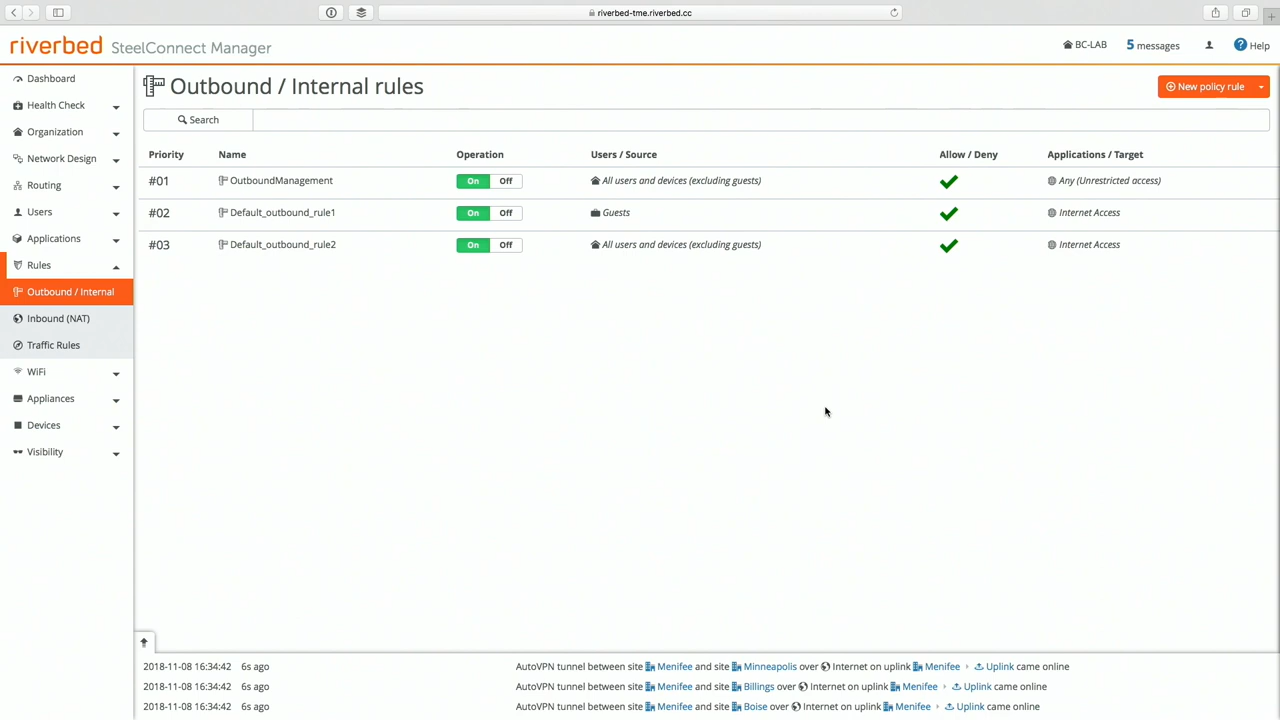 riverbed-tme.riverbed.cc
riverbed SteelConnect Manager
BC-LAB
5 messages
Help
Dashboard
Health Check
Organization
Network Design
Routing
Users
Applications
Rules
Outbound / Internal
Inbound (NAT)
Traffic Rules
WiFi
Appliances
Devices
Visibility
Outbound / Internal rules
New policy rule
Search
Priority Name Operation Users / Source Allow / Deny Applications / Target
#01 OutboundManagement On Off All users and devices (excluding guests) Any (Unrestricted access)
#02 Default_outbound_rule1 On Off Guests Internet Access
#03 Default_outbound_rule2 On Off All users and devices (excluding guests) Internet Access
2018-11-08 16:34:42 6s ago AutoVPN tunnel between site Menifee and site Minneapolis over Internet on uplink Menifee Uplink came online
2018-11-08 16:34:42 6s ago AutoVPN tunnel between site Menifee and site Billings over Internet on uplink Menifee Uplink came online
2018-11-08 16:34:42 6s ago AutoVPN tunnel between site Menifee and site Boise over Internet on uplink Menifee Uplink came online